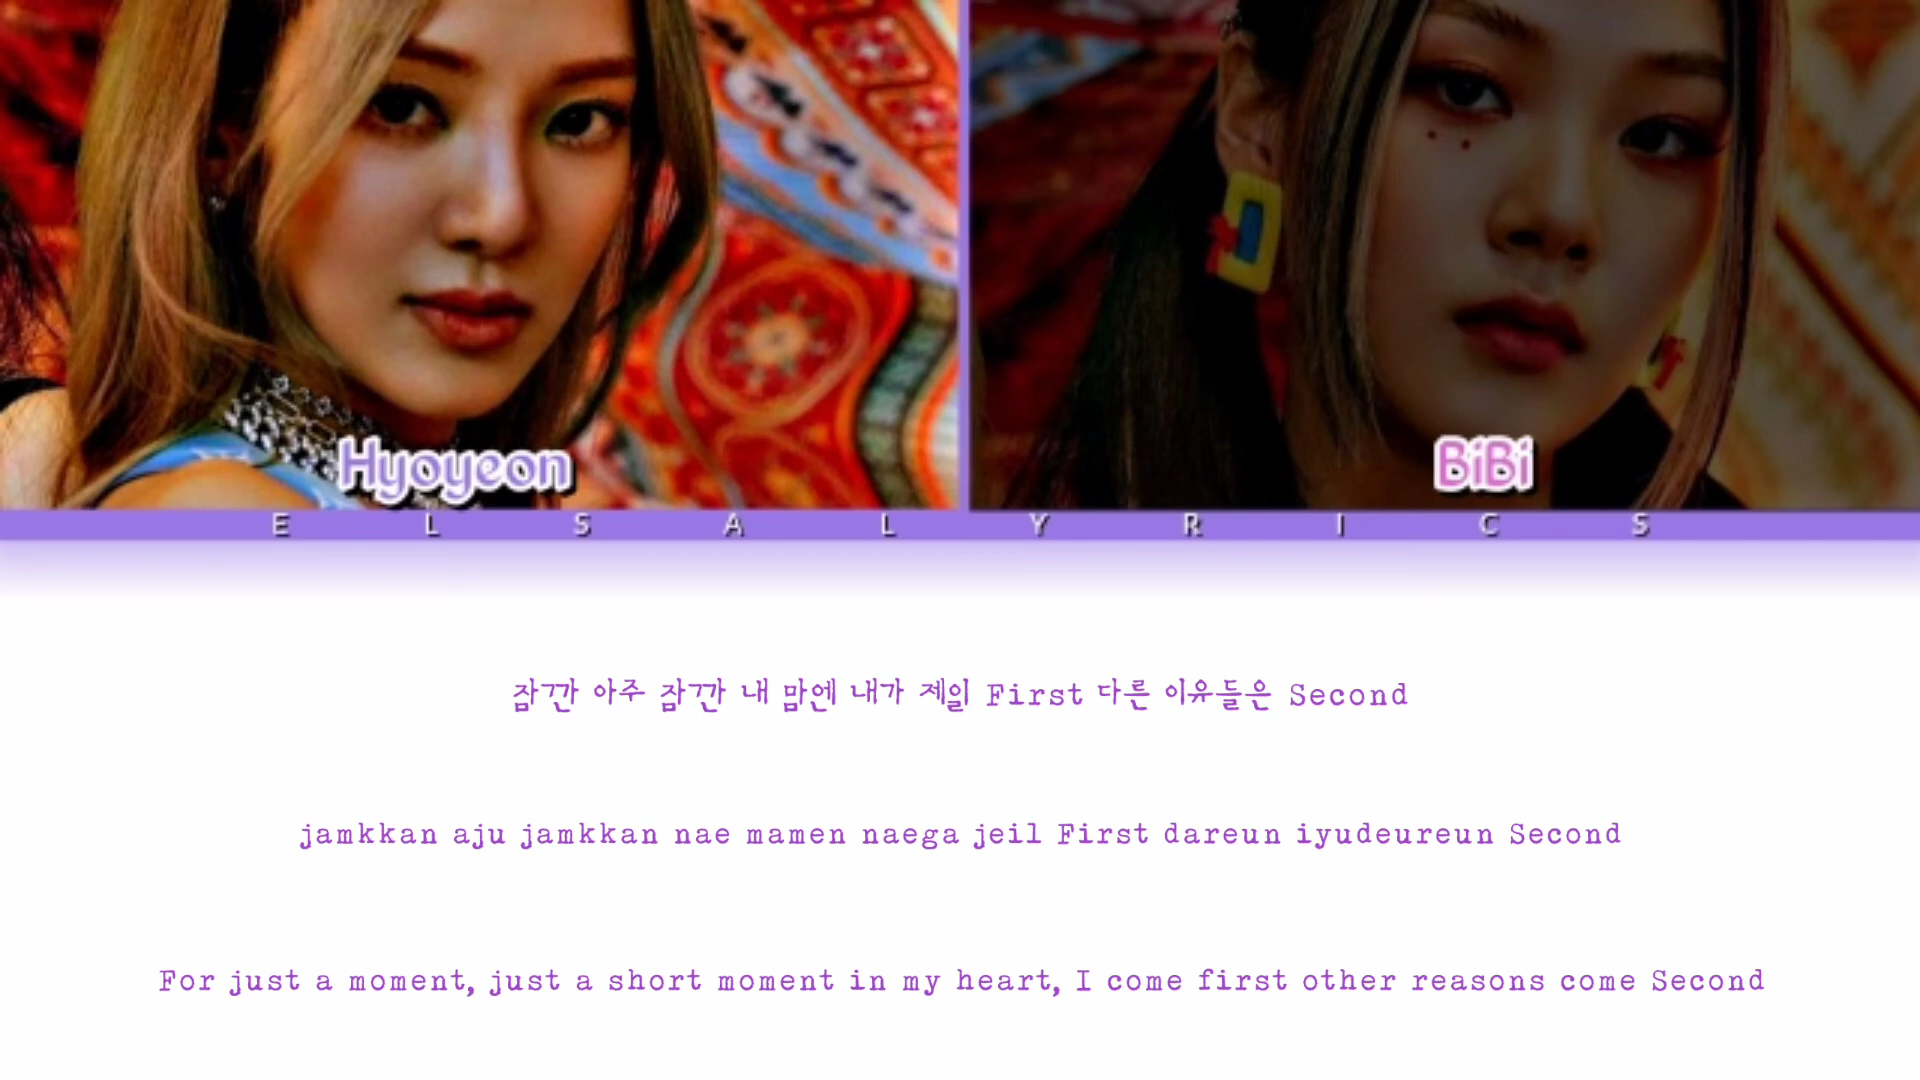 Hyoyeon
BiBi
E L S A L Y R I C S
잠깐 아주 잠깐 내 맘엔 내가 제일 First 다른 이유들은 Second
jamkkan aju jamkkan nae mamen naega jeil First dareun iyudeureun Second
For just a moment, just a short moment in my heart, I come first other reasons come Second